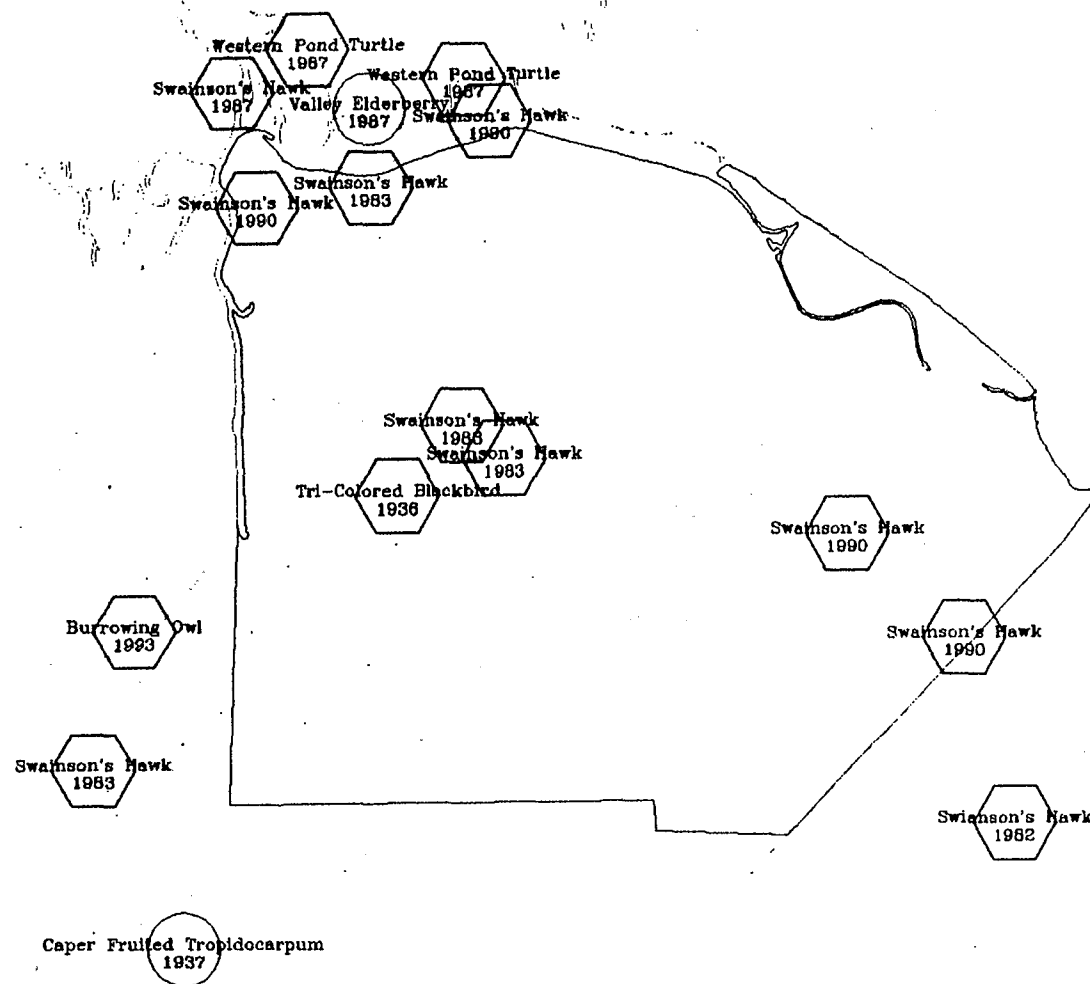 Western Pond Turtle
1987
Swainson's Hawk
1987
Western Pond Turtle
1987
Valley Elderberry
1987
Swainson's Hawk
1990
Swainson's Hawk
1983
Swainson's Hawk
1990
Swainson's Hawk
1983
Swainson's Hawk
1983
Tri-Colored Blackbird
1936
Swainson's Hawk
1990
Burrowing Owl
1993
Swainson's Hawk
1990
Swainson's Hawk
1983
Swianson's Hawk
1982
Caper Fruited Tropidocarpum
1937